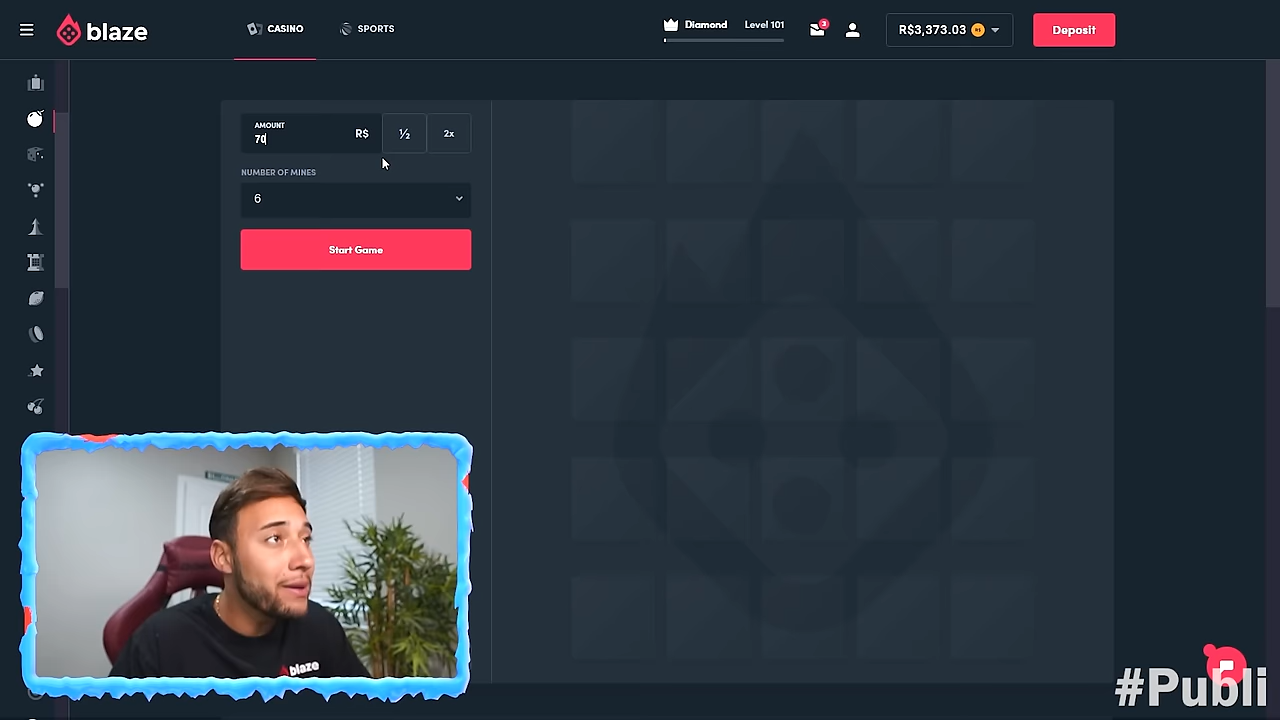 blaze
CASINO
SPORTS
Diamond
Level 101
3
R$3,373.03
R$
Deposit
AMOUNT
70
R$
½
2x
NUMBER OF MINES
6
Start Game
blaze
#Publi